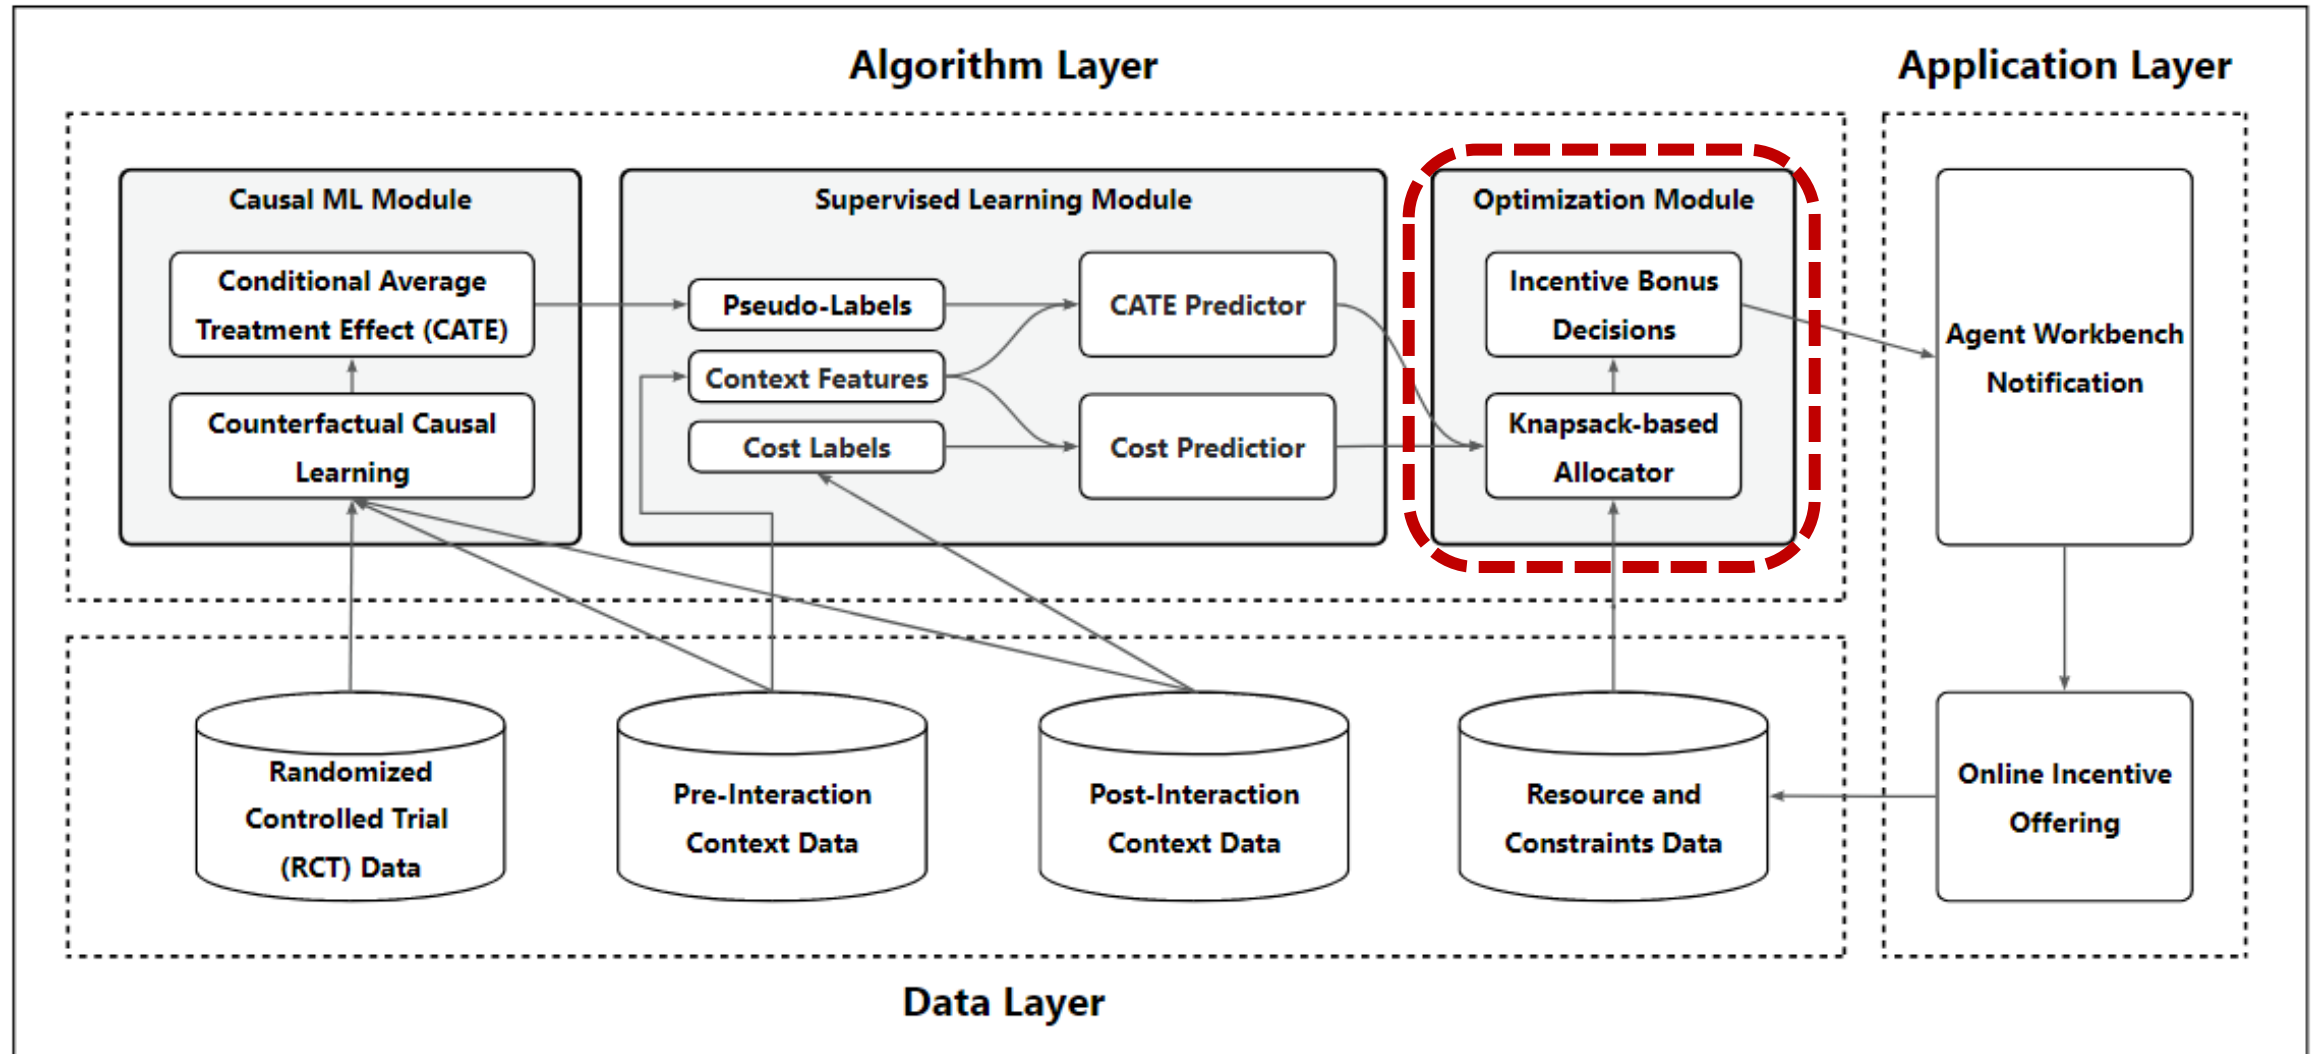 Algorithm Layer
Application Layer
Causal ML Module
Conditional Average
Treatment Effect (CATE)
Counterfactual Causal
Learning
Supervised Learning Module
Pseudo-Labels
Context Features
Cost Labels
CATE Predictor
Cost Predictior
Optimization Module
Incentive Bonus
Decisions
Knapsack-based
Allocator
Agent Workbench
Notification
Randomized
Controlled Trial
(RCT) Data
Pre-Interaction
Context Data
Post-Interaction
Context Data
Resource and
Constraints Data
Online Incentive
Offering
Data Layer